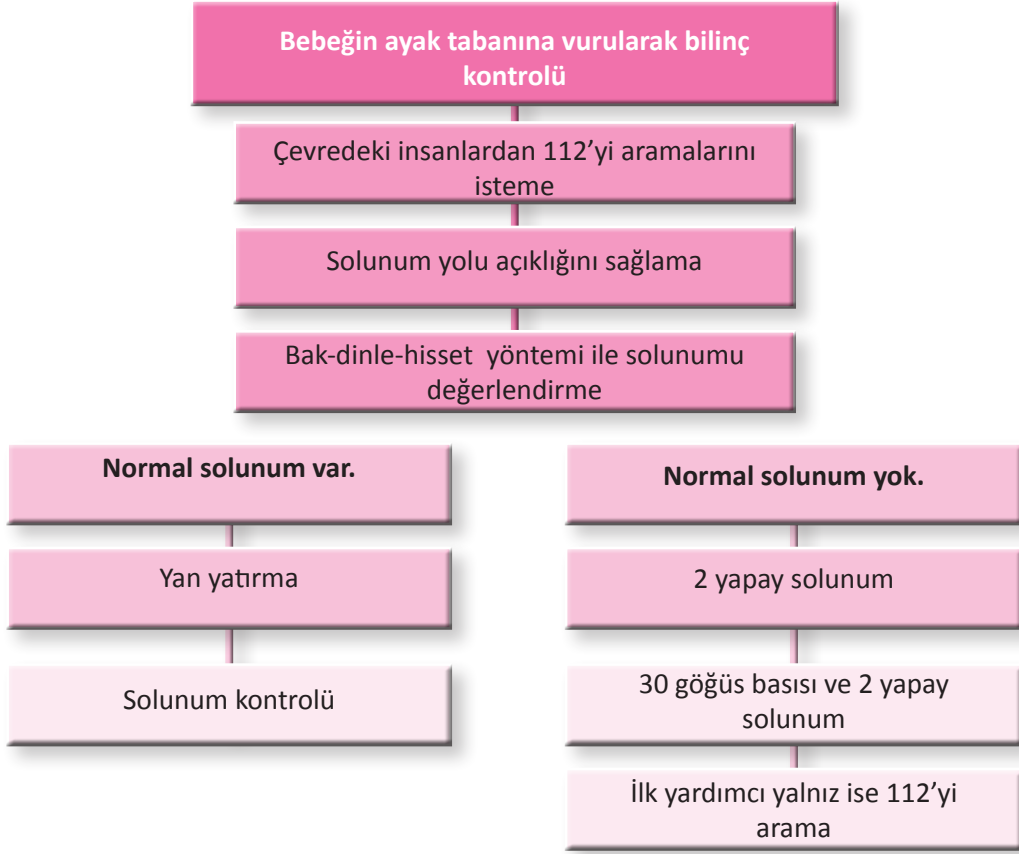 Bebeğin ayak tabanına vurularak bilinç
kontrolü
Çevredeki insanlardan 112’yi aramalarını
isteme
Solunum yolu açıklığını sağlama
Bak-dinle-hisset yöntemi ile solunumu
değerlendirme
Normal solunum var.
Yan yatırma
Solunum kontrolü
Normal solunum yok.
2 yapay solunum
30 göğüs basısı ve 2 yapay
solunum
İlk yardımcı yalnız ise 112’yi
arama